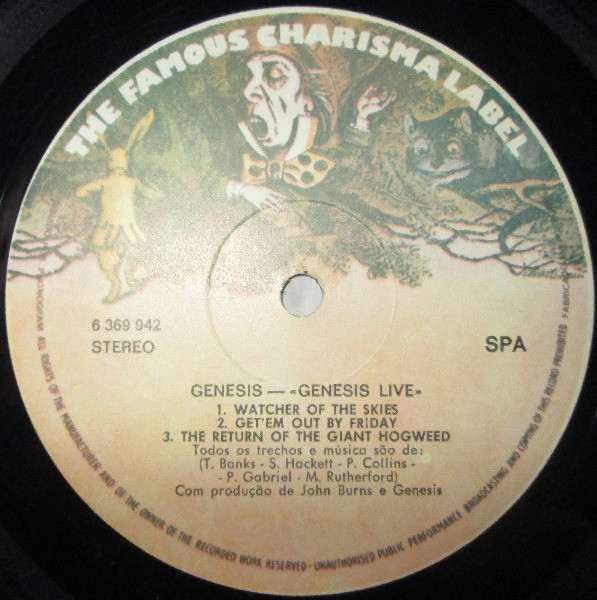 THE FAMOUS CHARISMA LABEL
6 369 942
STEREO
SPA
GENESIS — «GENESIS LIVE»
1. WATCHER OF THE SKIES
2. GET'EM OUT BY FRIDAY
3. THE RETURN OF THE GIANT HOGWEED
Todos os trechos e música são de:
(T. Banks - S. Hackett - P. Collins -
- P. Gabriel - M. Rutherford)
Com produção de John Burns e Genesis
PHONOGRAM ALL RIGHTS OF THE MANUFACTURER AND OF THE OWNER OF THE RECORDED WORK RESERVED - UNAUTHORISED PUBLIC PERFORMANCE BROADCASTING AND COPYING OF THIS RECORD PROHIBITED